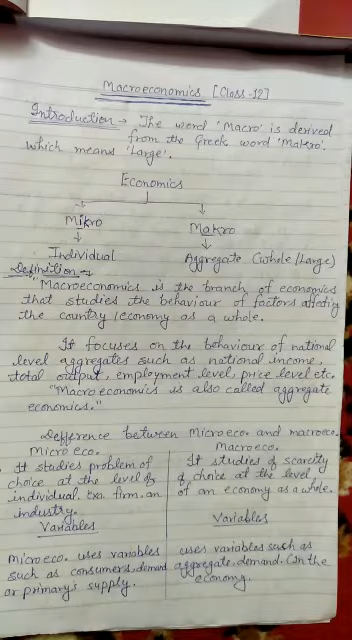 Macroeconomics [Class-12]
Introduction → The word 'Macro' is derived
from the Greek word 'Makro'.
which means 'Large'.
Economics
Mikro
Makro
Individual
Aggregate (whole/Large)
Definition →
"Macroeconomics is the branch of economics
that studies the behaviour of factors affecting
the country/economy as a whole.
It focuses on the behaviour of national
level aggregates such as national income,
total output, employment level, price level etc.
"Macroeconomics is also called aggregate
economics."
Difference between Microeco. and macroeco.
Micro eco.
It studies problem of
choice at the level of
individual. Exa. firm. an
industry.
Variables
microeco. uses variables
such as consumers, demand
or primary's supply.
Macroeco.
It studies of scarcity
of choice at the level
of an economy as a whole.
Variables
uses variables such as
aggregate, demand. in the
economy.